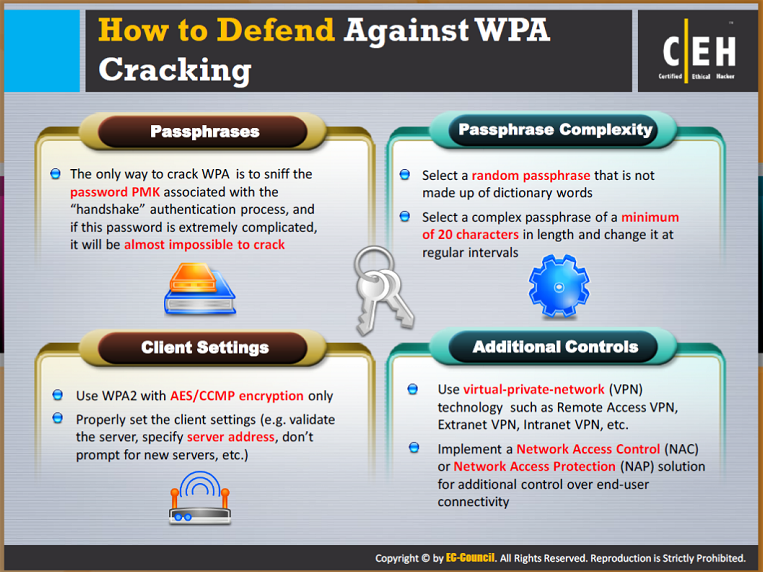 How to Defend Against WPA
Cracking
C|EH
TM
Certified Ethical Hacker
Passphrases
The only way to crack WPA is to sniff the
password PMK associated with the
“handshake” authentication process, and
if this password is extremely complicated,
it will be almost impossible to crack
Passphrase Complexity
Select a random passphrase that is not
made up of dictionary words
Select a complex passphrase of a minimum
of 20 characters in length and change it at
regular intervals
Client Settings
Use WPA2 with AES/CCMP encryption only
Properly set the client settings (e.g. validate
the server, specify server address, don’t
prompt for new servers, etc.)
Additional Controls
Use virtual-private-network (VPN)
technology such as Remote Access VPN,
Extranet VPN, Intranet VPN, etc.
Implement a Network Access Control (NAC)
or Network Access Protection (NAP) solution
for additional control over end-user
connectivity
Copyright © by EC-Council. All Rights Reserved. Reproduction is Strictly Prohibited.